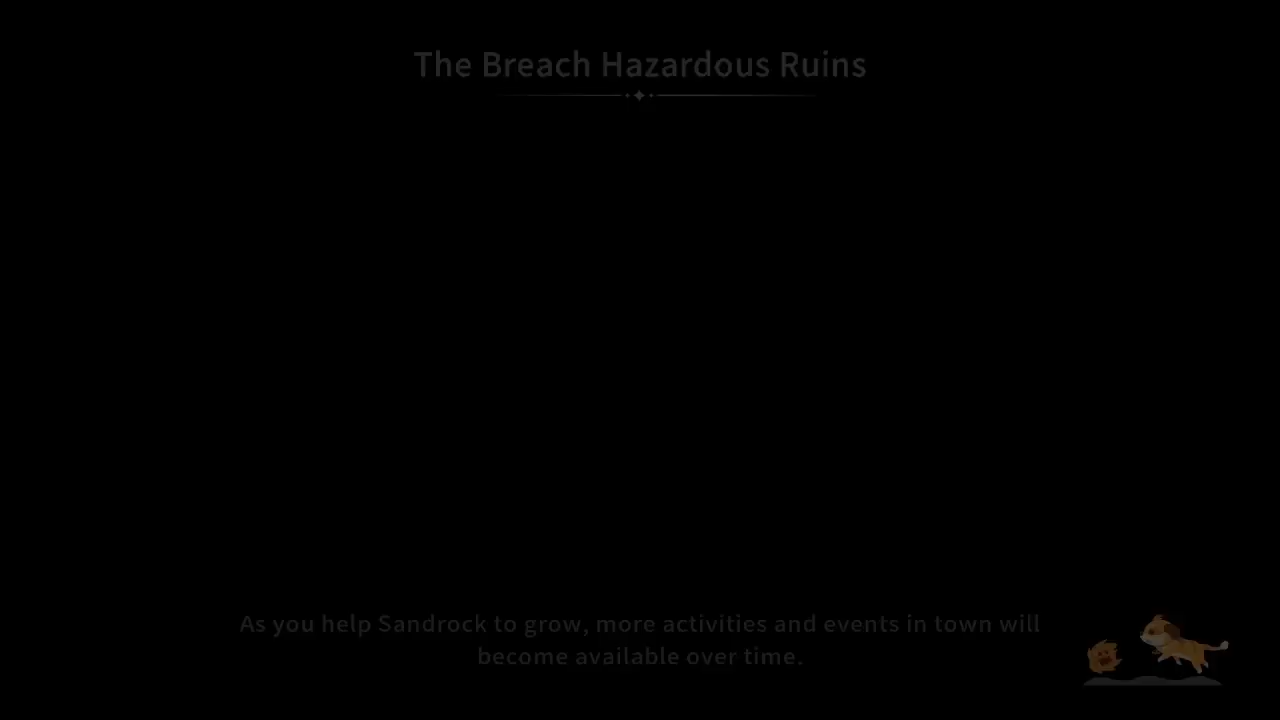 The Breach Hazardous Ruins
As you help Sandrock to grow, more activities and events in town will
become available over time.